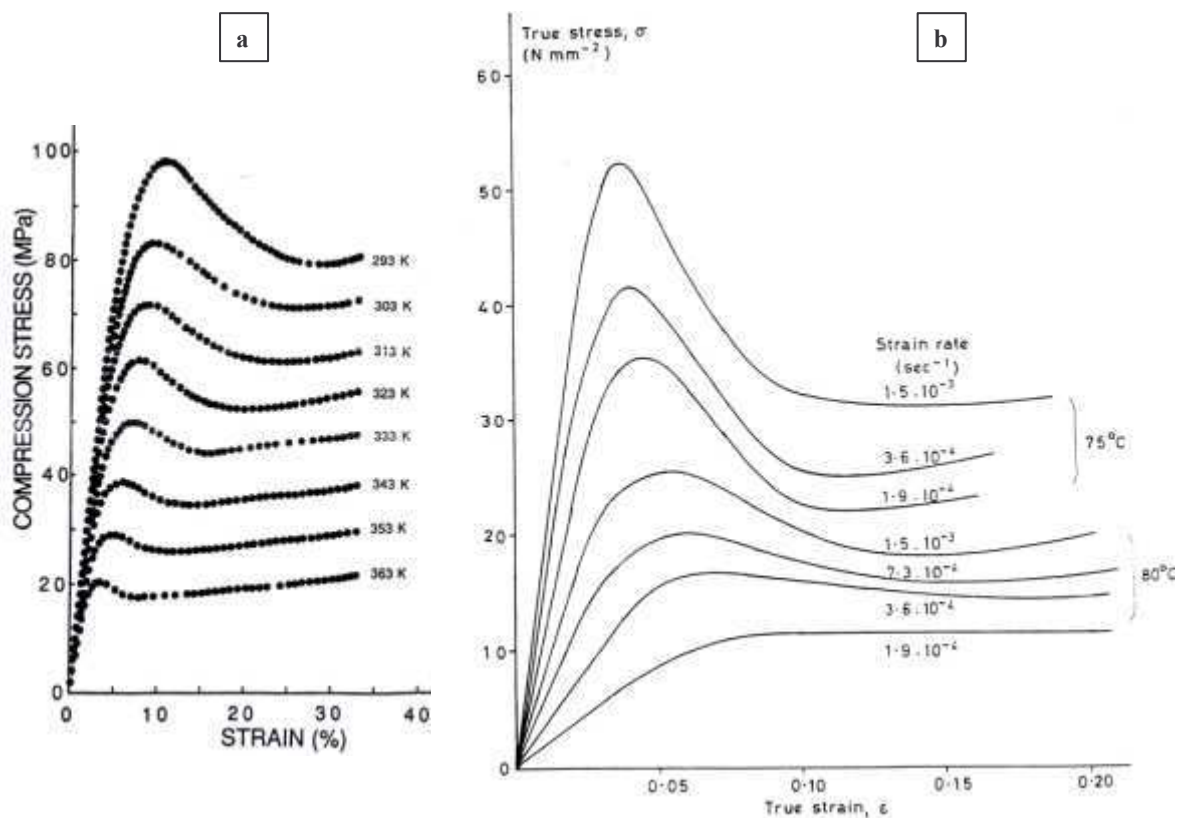 a
COMPRESSION STRESS (MPa)
100
80
60
40
20
0
293 K
303 K
313 K
323 K
333 K
343 K
353 K
363 K
0
10
20
30
40
STRAIN (%)
b
True stress, σ
(N mm⁻²)
60
50
40
30
20
10
0
Strain rate
(sec⁻¹)
1·5.10⁻³
3·6.10⁻⁴
1·9.10⁻⁴
75°C
1·5.10⁻³
7·3.10⁻⁴
3·6.10⁻⁴
1·9.10⁻⁴
80°C
0·05
0·10
0·15
0·20
True strain, ε